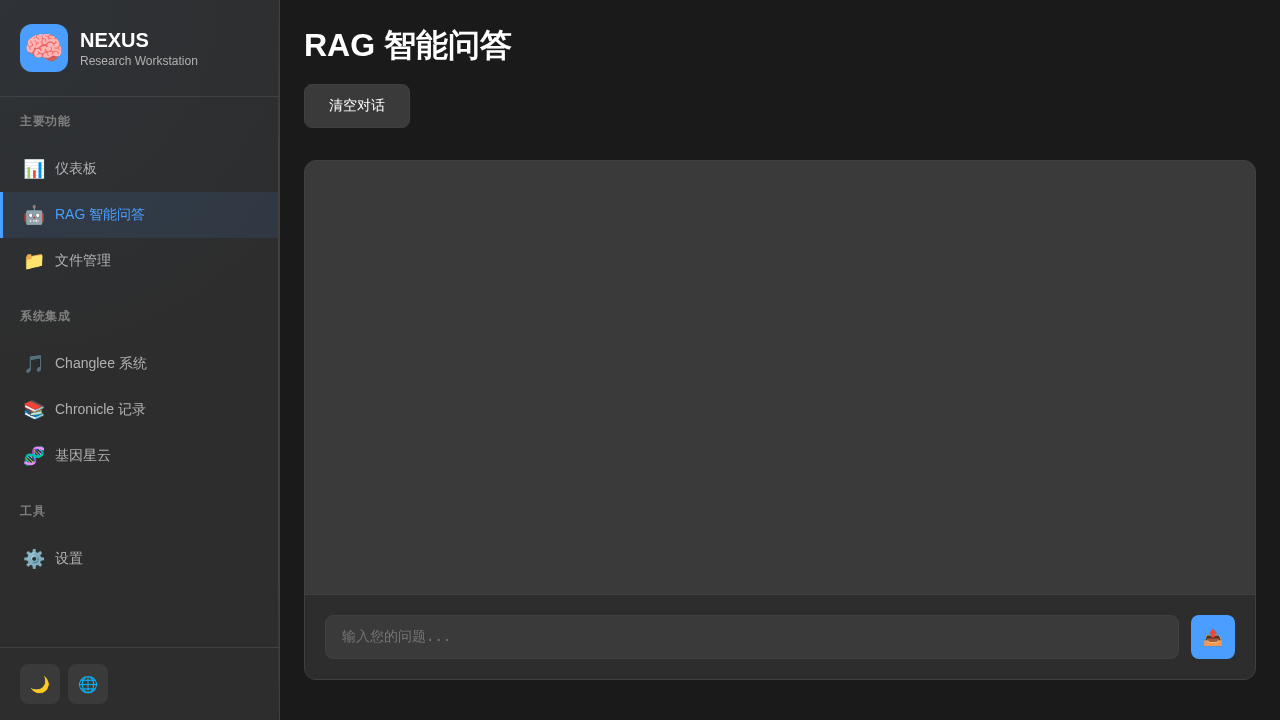 NEXUS
Research Workstation
主要功能
仪表板
RAG 智能问答
文件管理
系统集成
Changlee 系统
Chronicle 记录
基因星云
工具
设置
RAG 智能问答
清空对话
输入您的问题...